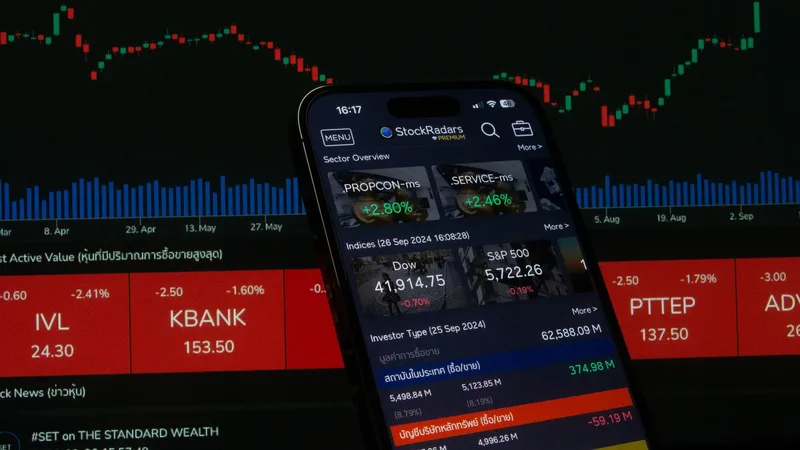 16:17
MENU
StockRadars
PREMIUM
Sector Overview
More >
.PROPCON-ms
+2.80%
.SERVICE-ms
+2.46%
Indices (26 Sep 2024 16:08:28)
More >
Dow
41,914.75
-0.70%
S&P 500
5,722.26
-0.19%
1
Investor Type (25 Sep 2024)
More >
มูลค่าการซื้อขาย
62,588.09 M
สถาบันในประเทศ (ซื้อ/ขาย)
374.98 M
5,498.84 M
5,123.85 M
(8.79%)
(8.19%)
บัญชีบริษัทหลักทรัพย์ (ซื้อ/ขาย)
-59.19 M
4,996.26 M
Mar
8. Apr
29. Apr
13. May
27. May
5. Aug
19. Aug
2. Sep
st Active Value (หุ้นที่มีปริมาณการซื้อขายสูงสุด)
-0.60
-2.41%
IVL
24.30
-2.50
-1.60%
KBANK
153.50
-2.50
-1.79%
PTTEP
137.50
-3.00
ADV
26
ck News (ข่าวหุ้น)
SET
#SET on THE STANDARD WEALTH